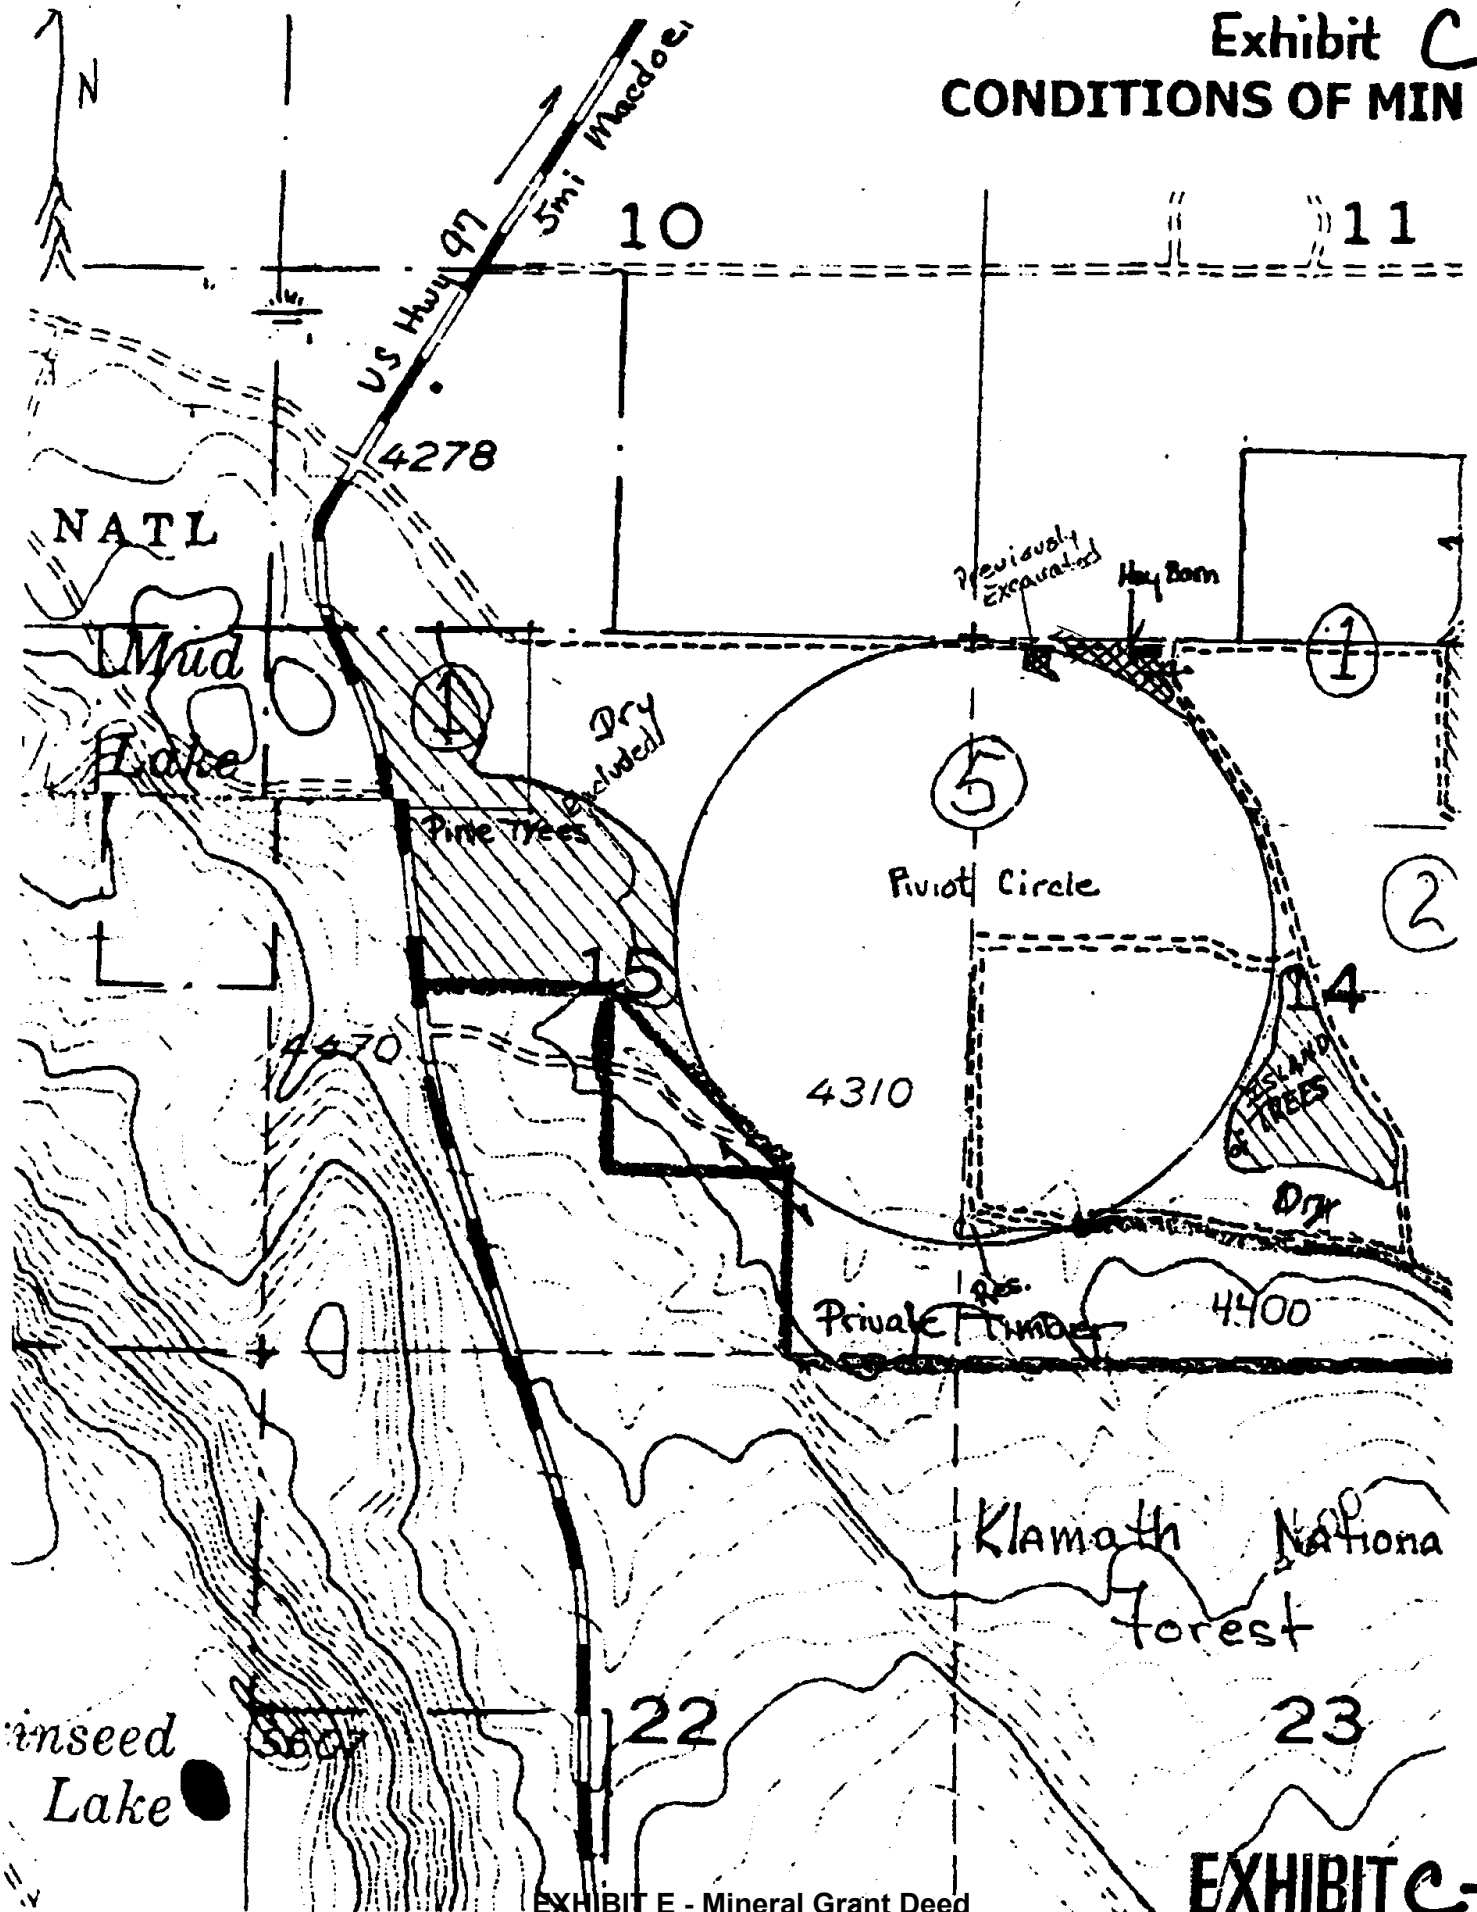 Exhibit C
CONDITIONS OF MIN
N
5mi Macdoel
US Hwy 97
10
11
4278
NATL
Previously
Excavated
Hay Barn
Mud
Lake
1
1
Dry
Excluded
5
Pine Trees
Pivot Circle
2
15
14
4470
4310
ISLAND
of TREES
Dry
Res.
Private Timber
4400
Klamath Nationa
Forest
22
23
inseed
Lake
EXHIBIT C-
EXHIBIT E - Mineral Grant Deed